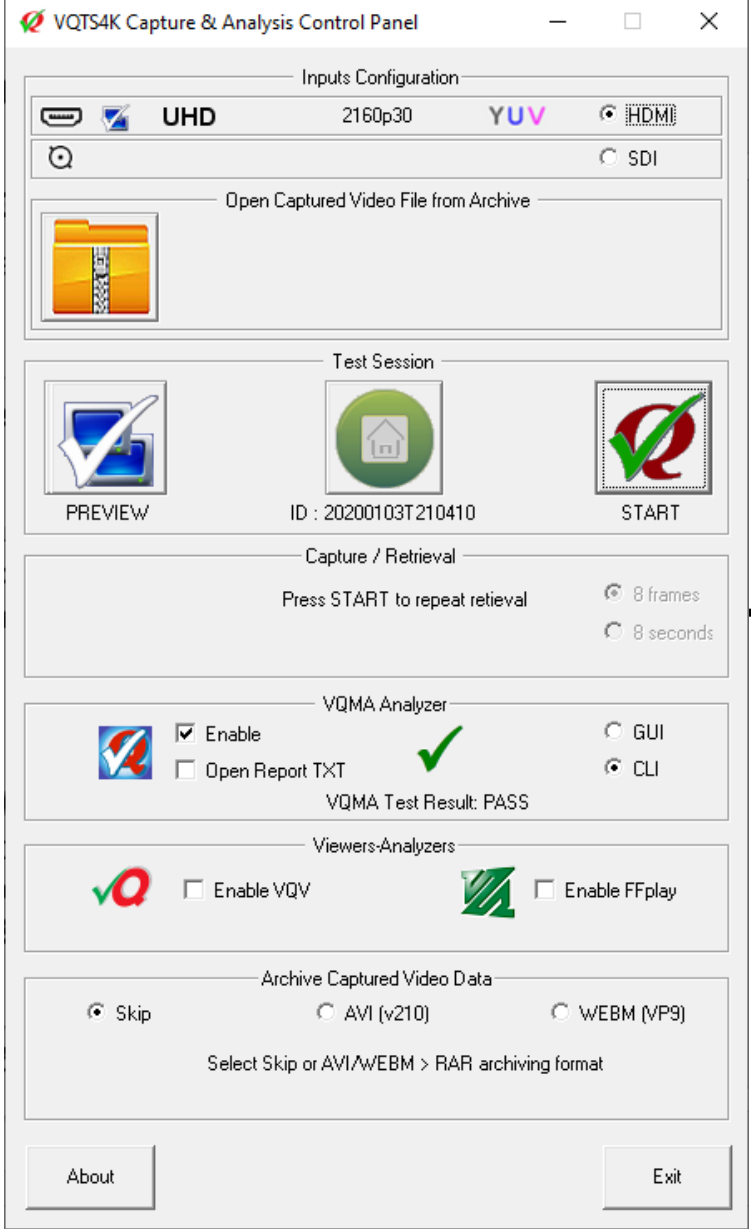 VQTS4K Capture & Analysis Control Panel
Inputs Configuration
UHD 2160p30 YUV HDMI
SDI
Open Captured Video File from Archive
Test Session
PREVIEW ID : 20200103T210410 START
Capture / Retrieval
Press START to repeat retieval 8 frames
8 seconds
VQMA Analyzer
Enable GUI
Open Report TXT CLI
VQMA Test Result: PASS
Viewers-Analyzers
Enable VQV Enable FFplay
Archive Captured Video Data
Skip AVI (v210) WEBM (VP9)
Select Skip or AVI/WEBM > RAR archiving format
About Exit